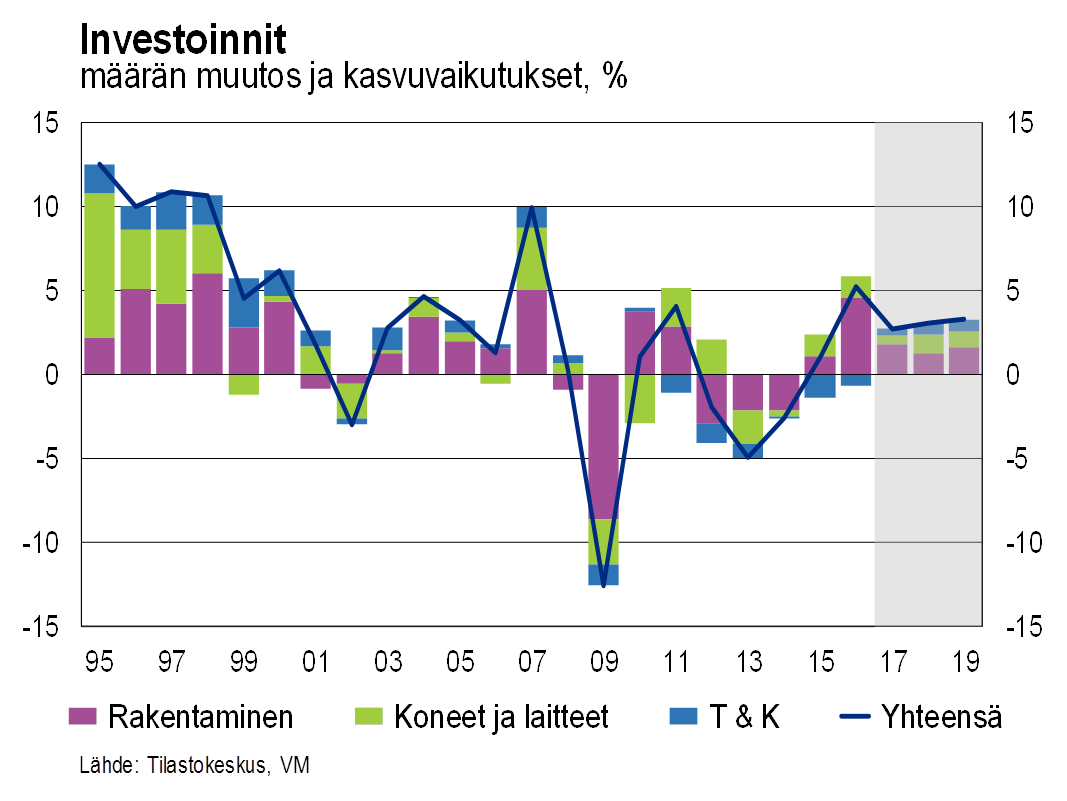 Investoinnit
määrän muutos ja kasvuvaikutukset, %
15 15
10 10
5 5
0 0
-5 -5
-10 -10
-15 -15
95 97 99 01 03 05 07 09 11 13 15 17 19
Rakentaminen Koneet ja laitteet T & K Yhteensä
Lähde: Tilastokeskus, VM